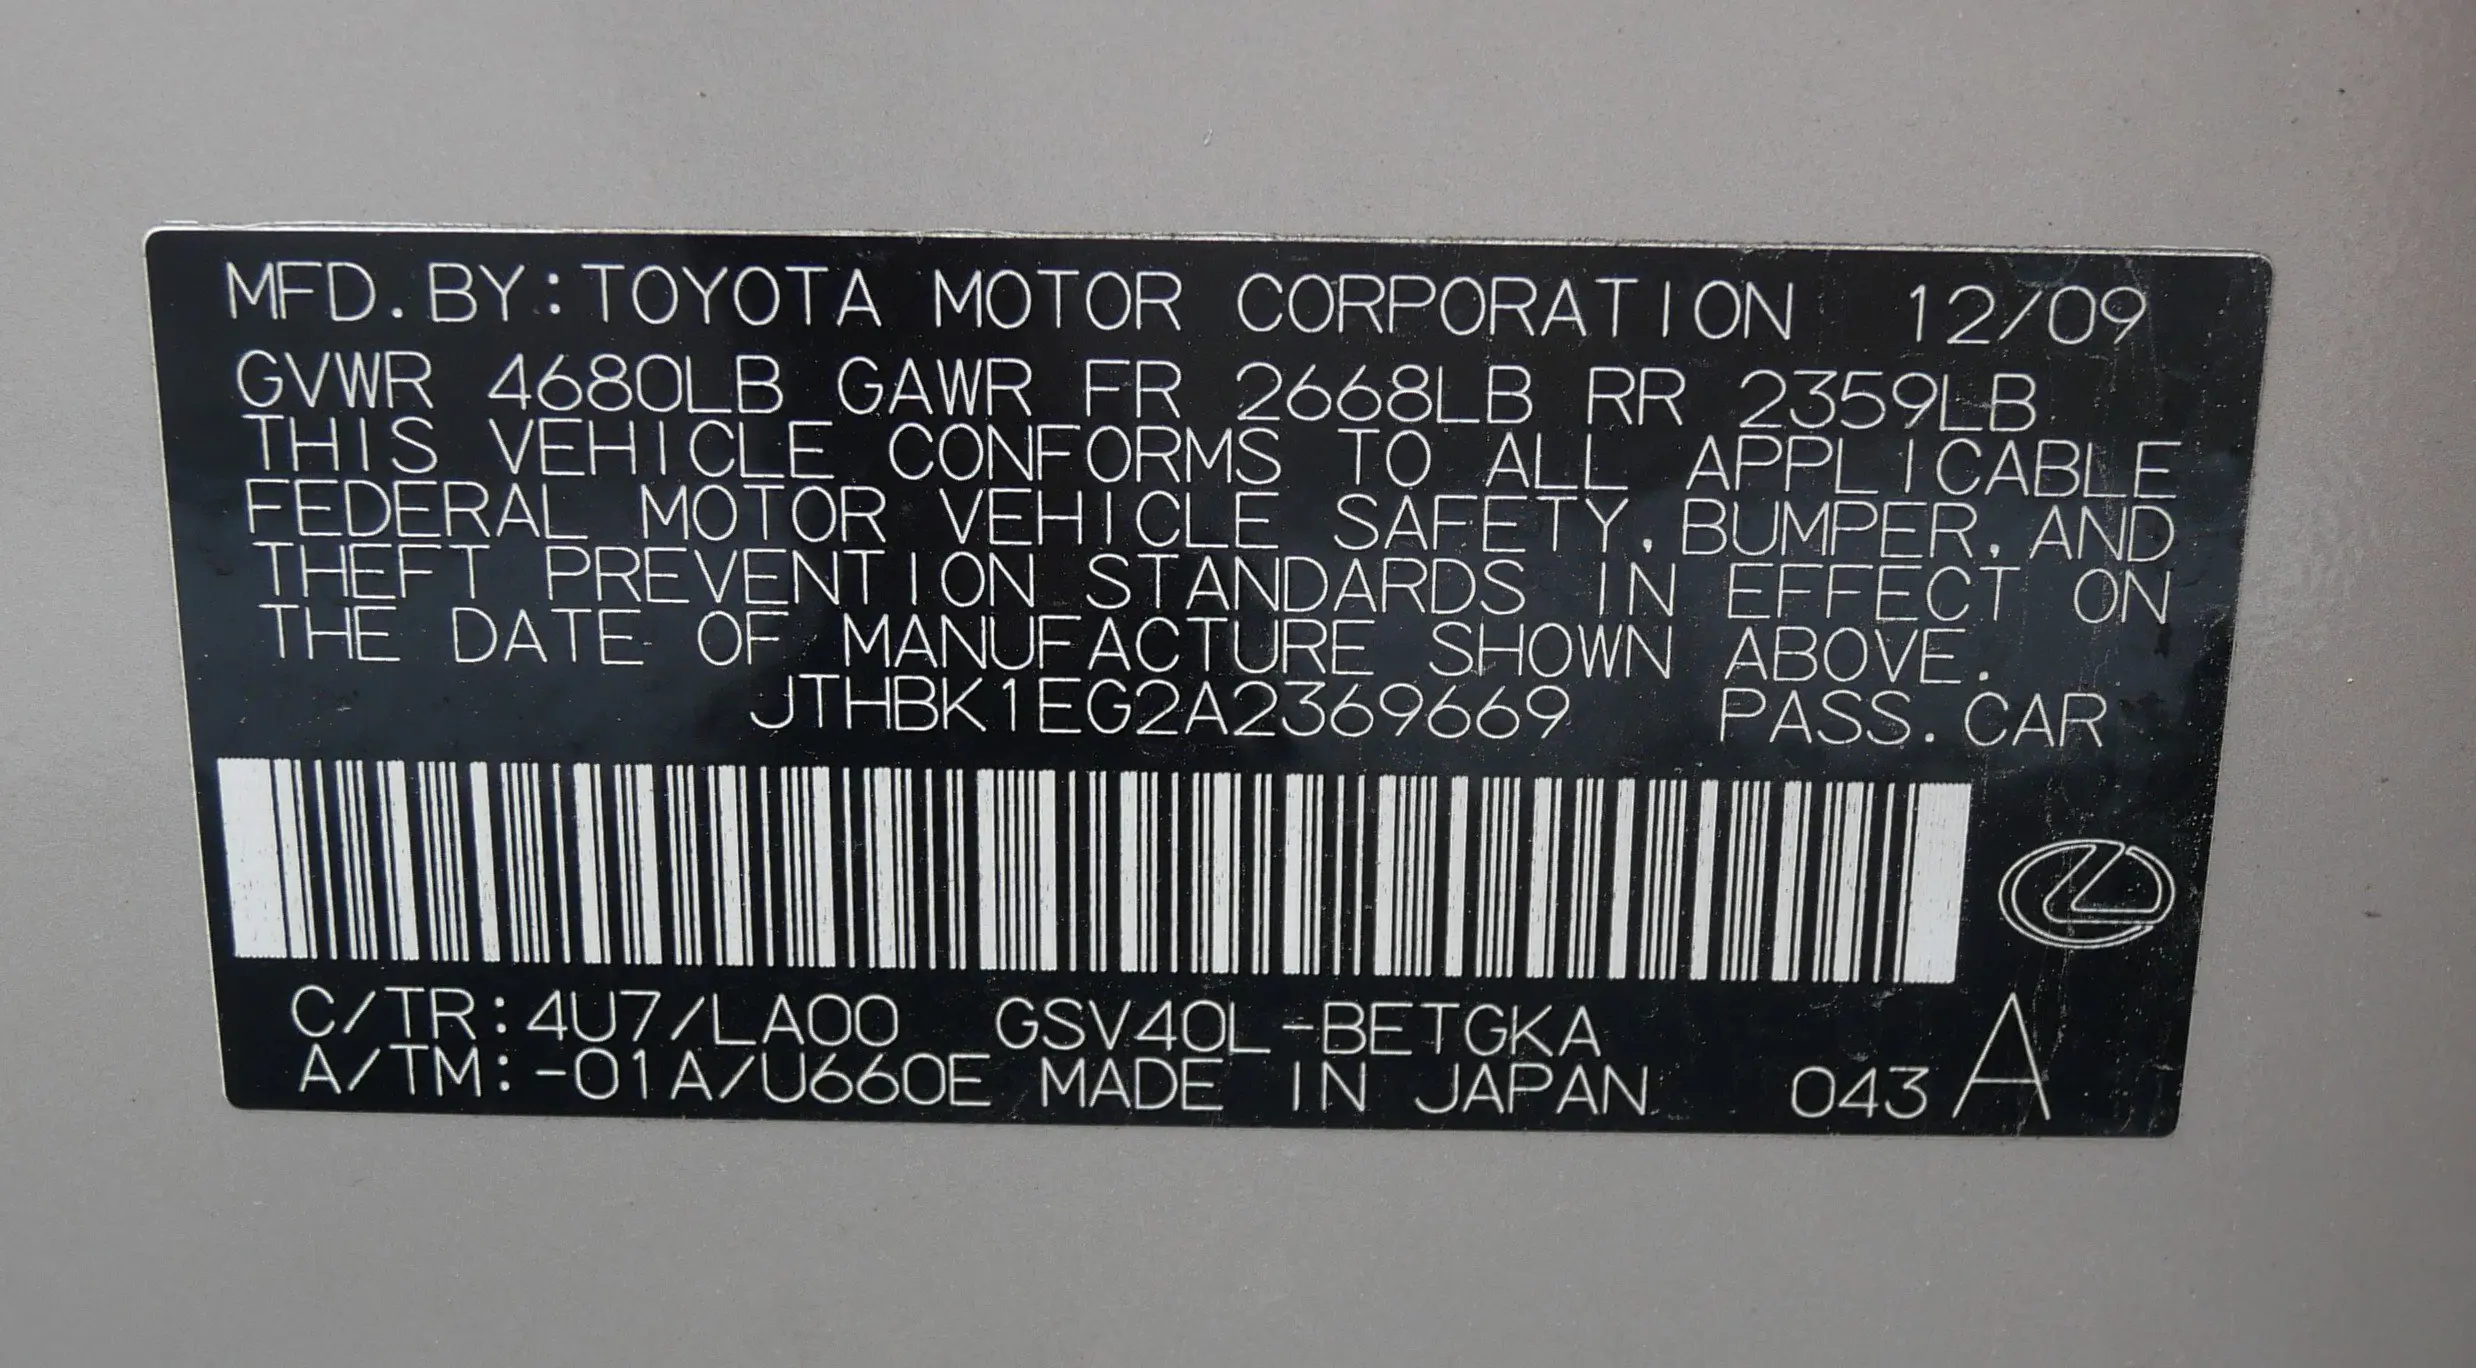 MFD. BY: TOYOTA MOTOR CORPORATION 12/09
GVWR 4680LB GAWR FR 2668LB RR 2359LB
THIS VEHICLE CONFORMS TO ALL APPLICABLE
FEDERAL MOTOR VEHICLE SAFETY, BUMPER, AND
THEFT PREVENTION STANDARDS IN EFFECT ON
THE DATE OF MANUFACTURE SHOWN ABOVE.
JTHBK1EG2A2369669 PASS. CAR
C/TR: 4U7/LA00 GSV40L-BETGKA
A/TM: -01A/U660E MADE IN JAPAN 043 A